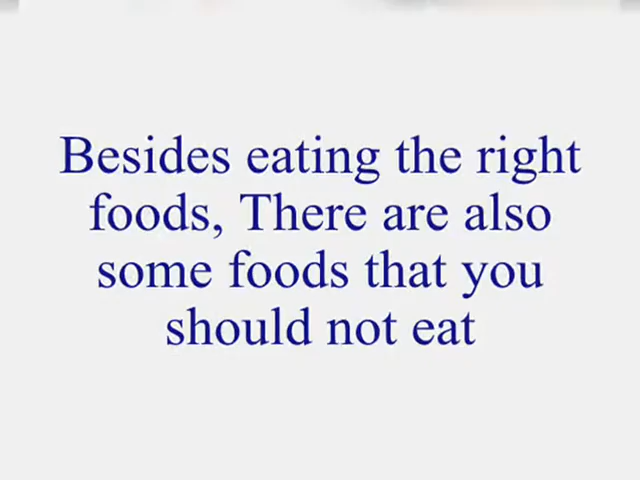 Besides eating the right
foods, There are also
some foods that you
should not eat